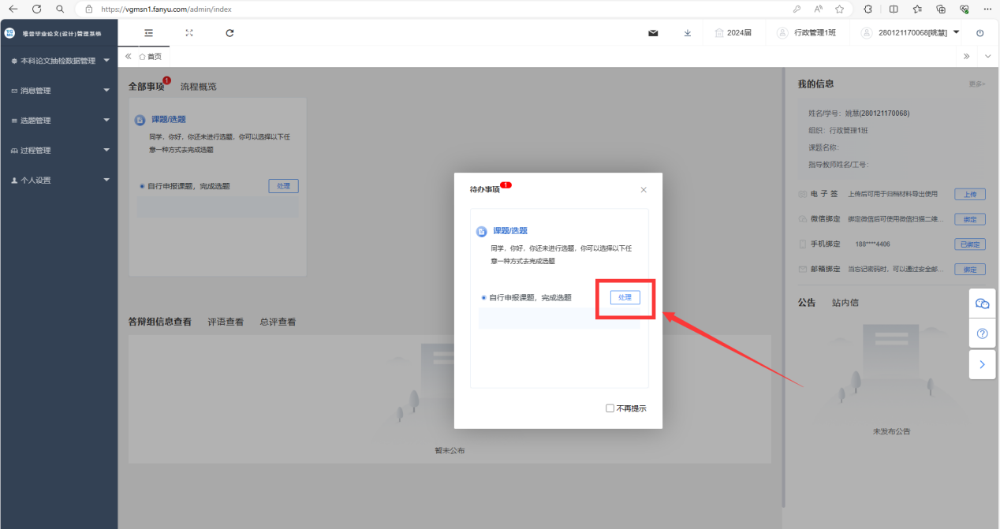 https://vgmsn1.fanyu.com/admin/index
维普毕业论文(设计)管理系统
2024届
行政管理1班
280121170068[姚慧]
首页
本科论文抽检数据管理
消息管理
选题管理
过程管理
个人设置
全部事项 1
流程概览
课题/选题
同学,你好,你还未进行选题,你可以选择以下任
意一种方式去完成选题
自行申报课题,完成选题
处理
答辩组信息查看
评语查看
总评查看
暂未公布
待办事项 1
课题/选题
同学,你好,你还未进行选题,你可以选择以下任
意一种方式去完成选题
自行申报课题,完成选题
处理
不再提示
我的信息
更多>
姓名/学号:姚慧(280121170068)
组织:行政管理1班
课题名称:
指导教师姓名/工号:
电 子 签 上传后可用于归档材料导出使用 上传
微信绑定 绑定微信后可使用微信扫描二维... 绑定
手机绑定 188****4406 已绑定
邮箱绑定 当忘记密码时,可以通过安全邮... 绑定
公告
站内信
未发布公告